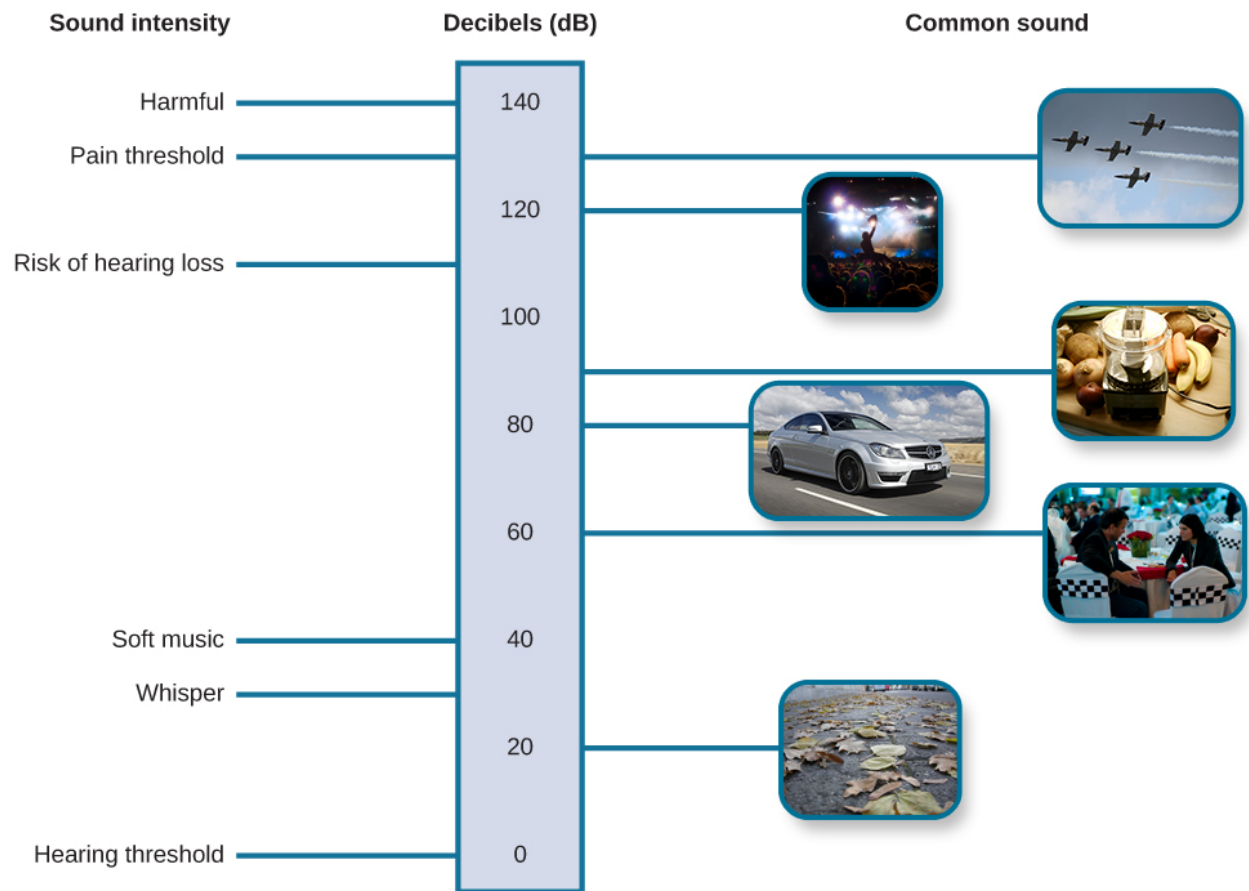 Sound intensity
Decibels (dB)
Common sound
Harmful
140
Pain threshold
120
Risk of hearing loss
100
80
60
Soft music
40
Whisper
20
Hearing threshold
0